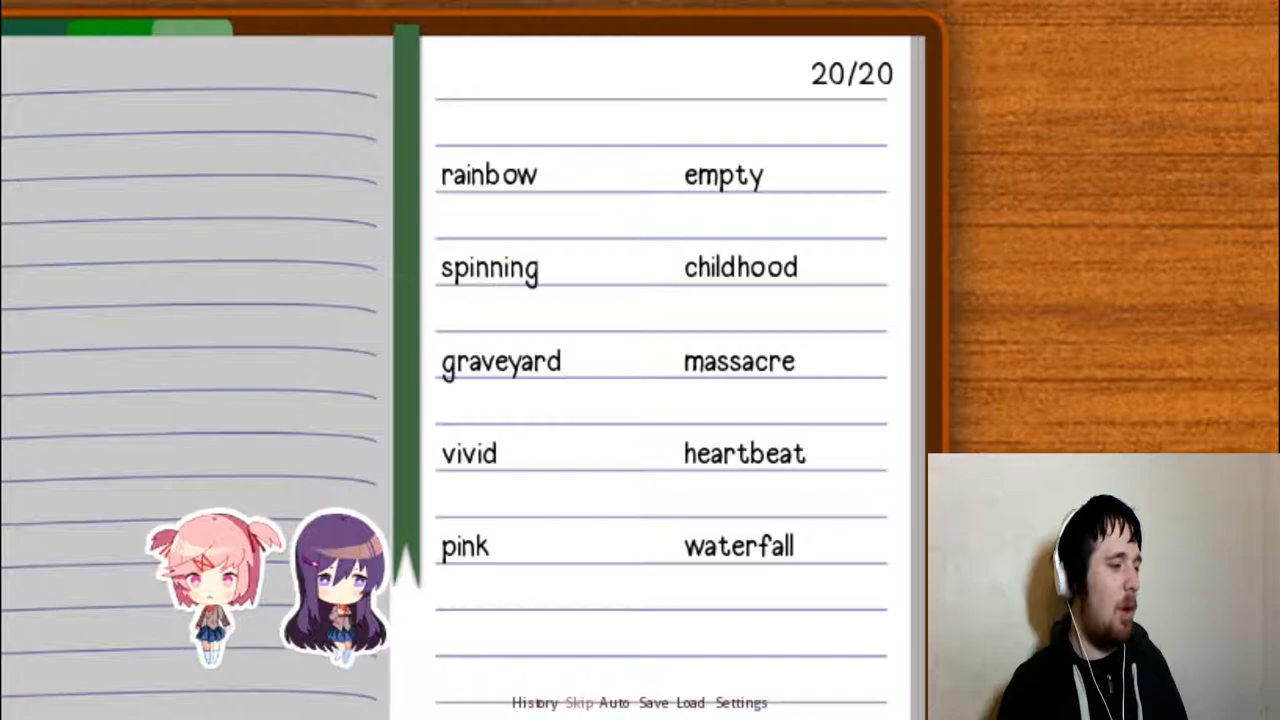 20/20
rainbow empty
spinning childhood
graveyard massacre
vivid heartbeat
pink waterfall
History Skip Auto Save Load Settings